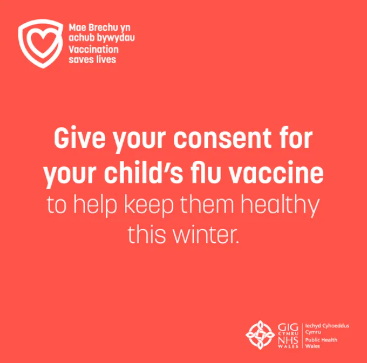 Mae Brechu yn
achub bywydau
Vaccination
saves lives
Give your consent for
your child's flu vaccine
to help keep them healthy
this winter.
GIG
CYMRU
NHS
WALES
Iechyd Cyhoeddus
Cymru
Public Health
Wales